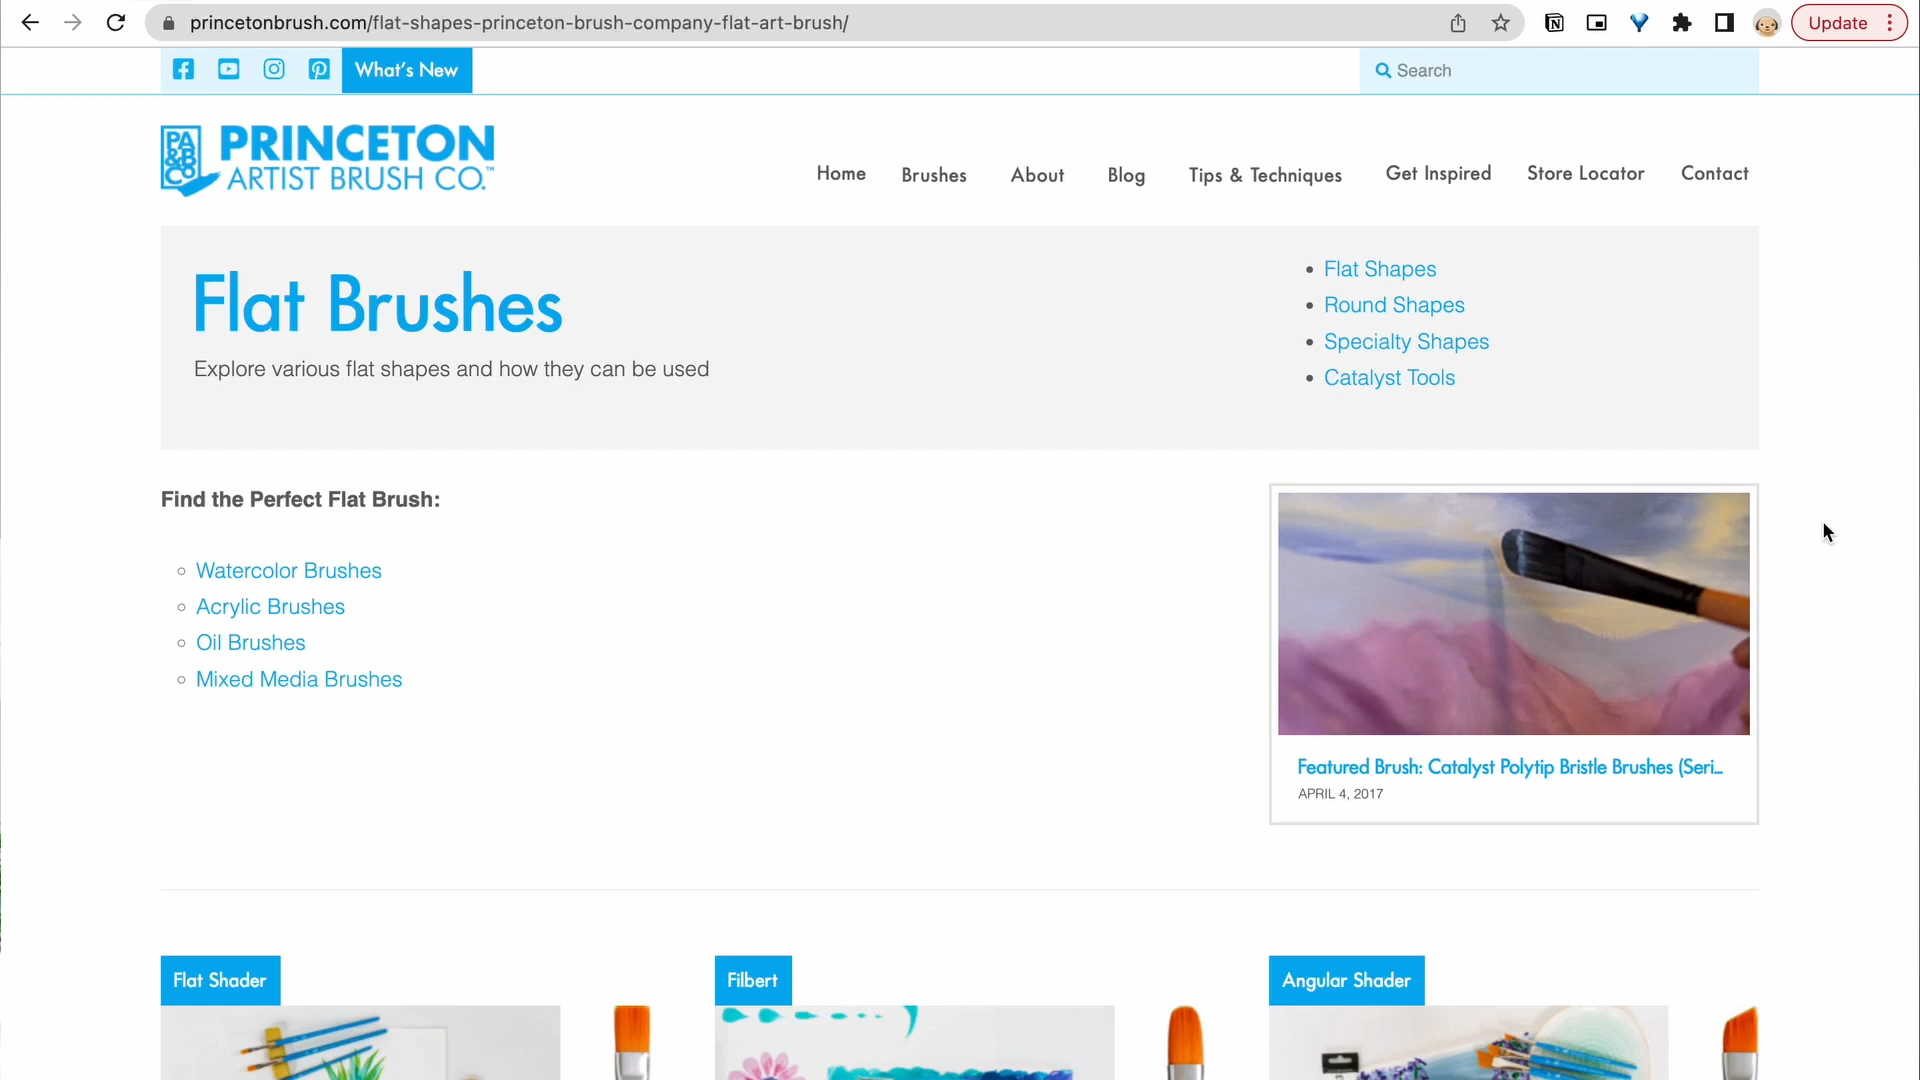 princetonbrush.com/flat-shapes-princeton-brush-company-flat-art-brush/
Update
What's New
Search
PA
&B
CO
PRINCETON
ARTIST BRUSH CO.™
Home
Brushes
About
Blog
Tips & Techniques
Get Inspired
Store Locator
Contact
Flat Brushes
Explore various flat shapes and how they can be used
Flat Shapes
Round Shapes
Specialty Shapes
Catalyst Tools
Find the Perfect Flat Brush:
Watercolor Brushes
Acrylic Brushes
Oil Brushes
Mixed Media Brushes
Featured Brush: Catalyst Polytip Bristle Brushes (Seri...
APRIL 4, 2017
Flat Shader
Filbert
Angular Shader